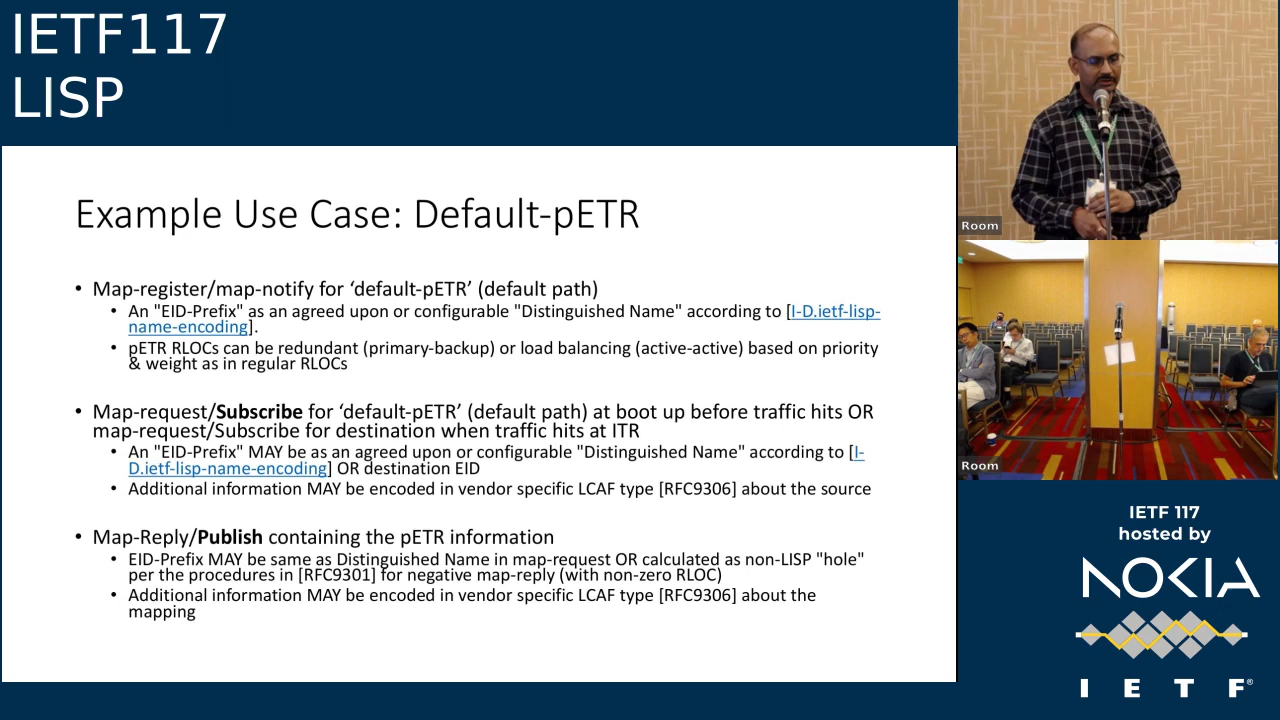 IETF117
LISP
Example Use Case: Default-pETR
• Map-register/map-notify for ‘default-pETR’ (default path)
• An "EID-Prefix" as an agreed upon or configurable "Distinguished Name" according to [I-D.ietf-lisp-
name-encoding].
• pETR RLOCs can be redundant (primary-backup) or load balancing (active-active) based on priority
& weight as in regular RLOCs
• Map-request/Subscribe for ‘default-pETR’ (default path) at boot up before traffic hits OR
map-request/Subscribe for destination when traffic hits at ITR
• An "EID-Prefix" MAY be as an agreed upon or configurable "Distinguished Name" according to [I-
D.ietf-lisp-name-encoding] OR destination EID
• Additional information MAY be encoded in vendor specific LCAF type [RFC9306] about the source
• Map-Reply/Publish containing the pETR information
• EID-Prefix MAY be same as Distinguished Name in map-request OR calculated as non-LISP "hole"
per the procedures in [RFC9301] for negative map-reply (with non-zero RLOC)
• Additional information MAY be encoded in vendor specific LCAF type [RFC9306] about the
mapping
Room
Room
IETF 117
hosted by
NOKIA
I E T F®